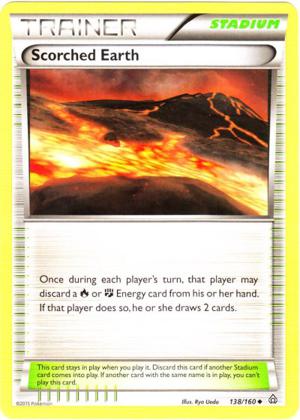 TRAINER
STADIUM
Scorched Earth
Once during each player's turn, that player may
discard a or Energy card from his or her hand.
If that player does so, he or she draws 2 cards.
This card stays in play when you play it. Discard this card if another Stadium
card comes into play. If another card with the same name is in play, you can't
play this card.
©2015 Pokémon
Illus. Ryo Ueda
138/160